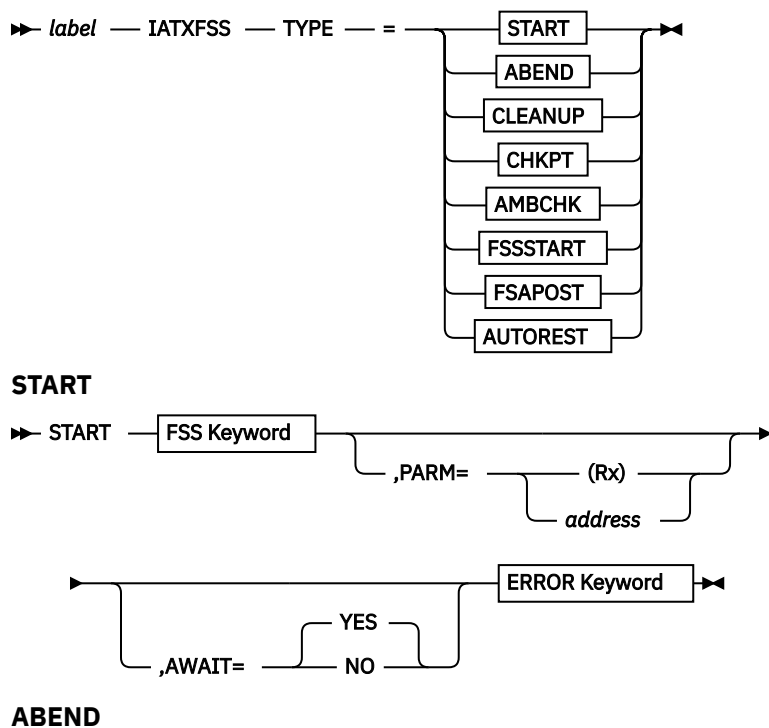 label IATXFSS TYPE = START
ABEND
CLEANUP
CHKPT
AMBCHK
FSSSTART
FSAPOST
AUTOREST
START
START FSS Keyword
,PARM= (Rx)
address
ERROR Keyword
YES
,AWAIT= NO
ABEND